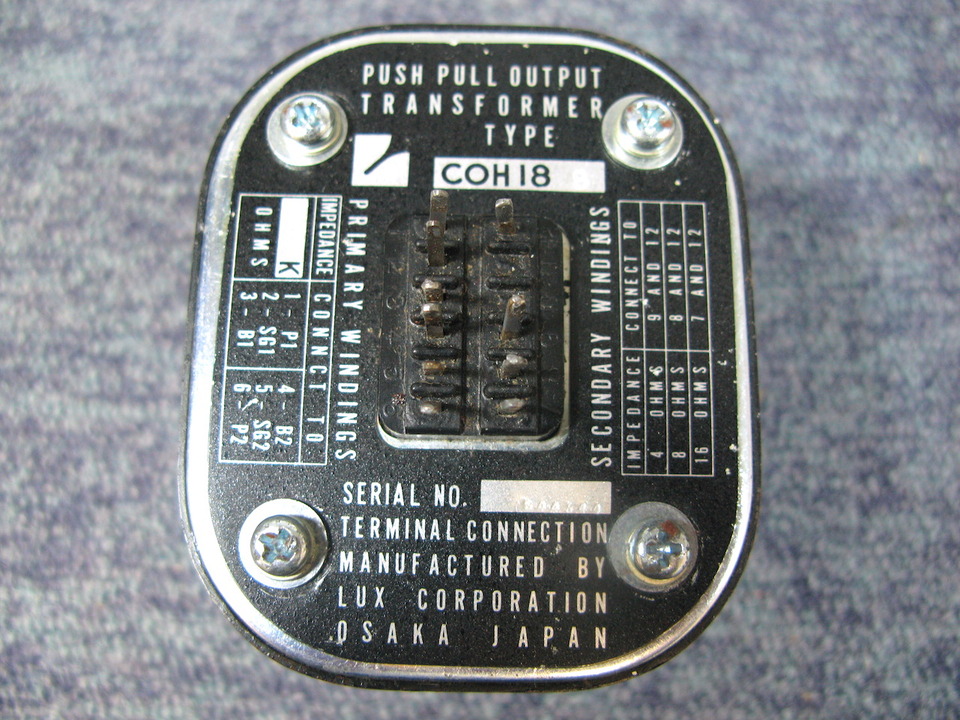 PUSH PULL OUTPUT
TRANSFORMER
TYPE
COH18
PRIMARY WINDINGS
IMPEDANCE CONNCT TO
K
OHMS
1 - P1 4 - B2
2 - SG1 5 - SG2
3 - B1 6 - P2
SECONDARY WINDINGS
IMPEDANCE CONNECT TO
4 OHMS 9 AND 12
8 OHMS 8 AND 12
16 OHMS 7 AND 12
SERIAL NO.
TERMINAL CONNECTION
MANUFACTURED BY
LUX CORPORATION
OSAKA JAPAN